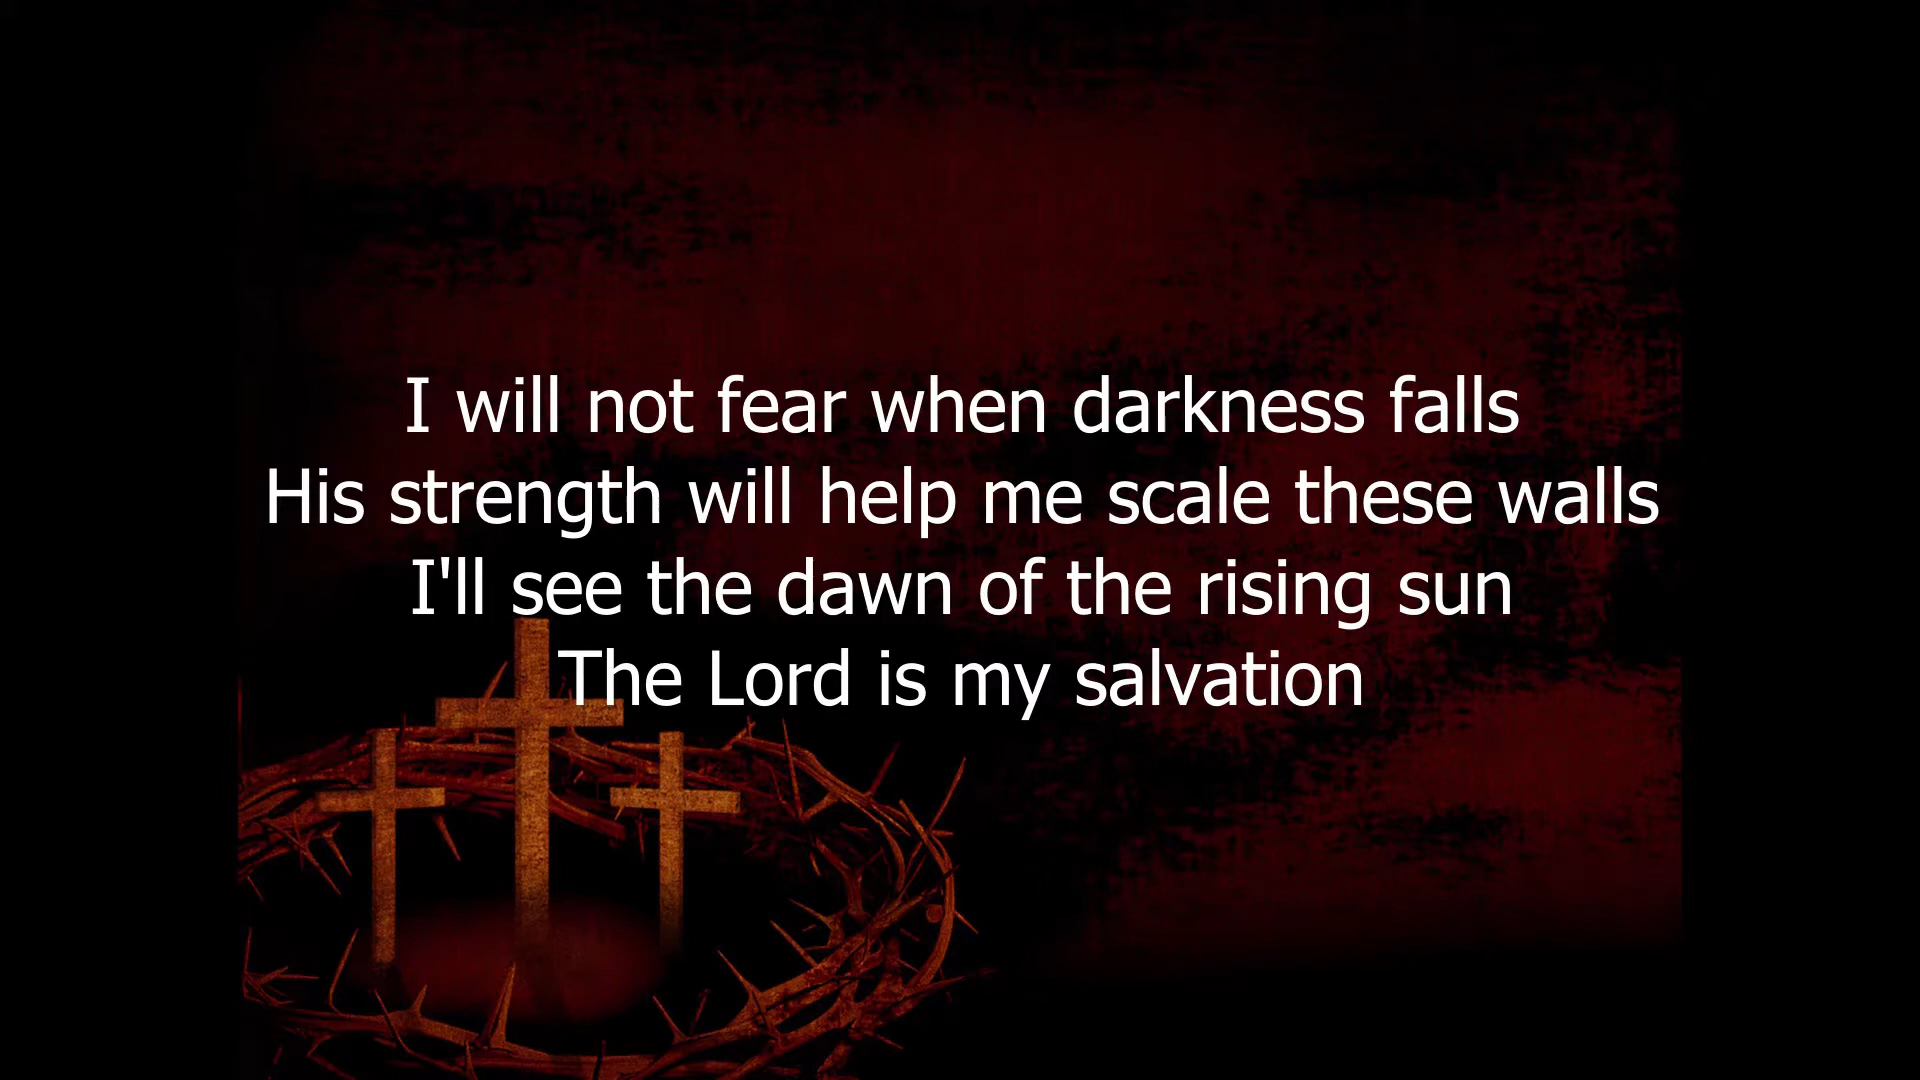 I will not fear when darkness falls
His strength will help me scale these walls
I'll see the dawn of the rising sun
The Lord is my salvation